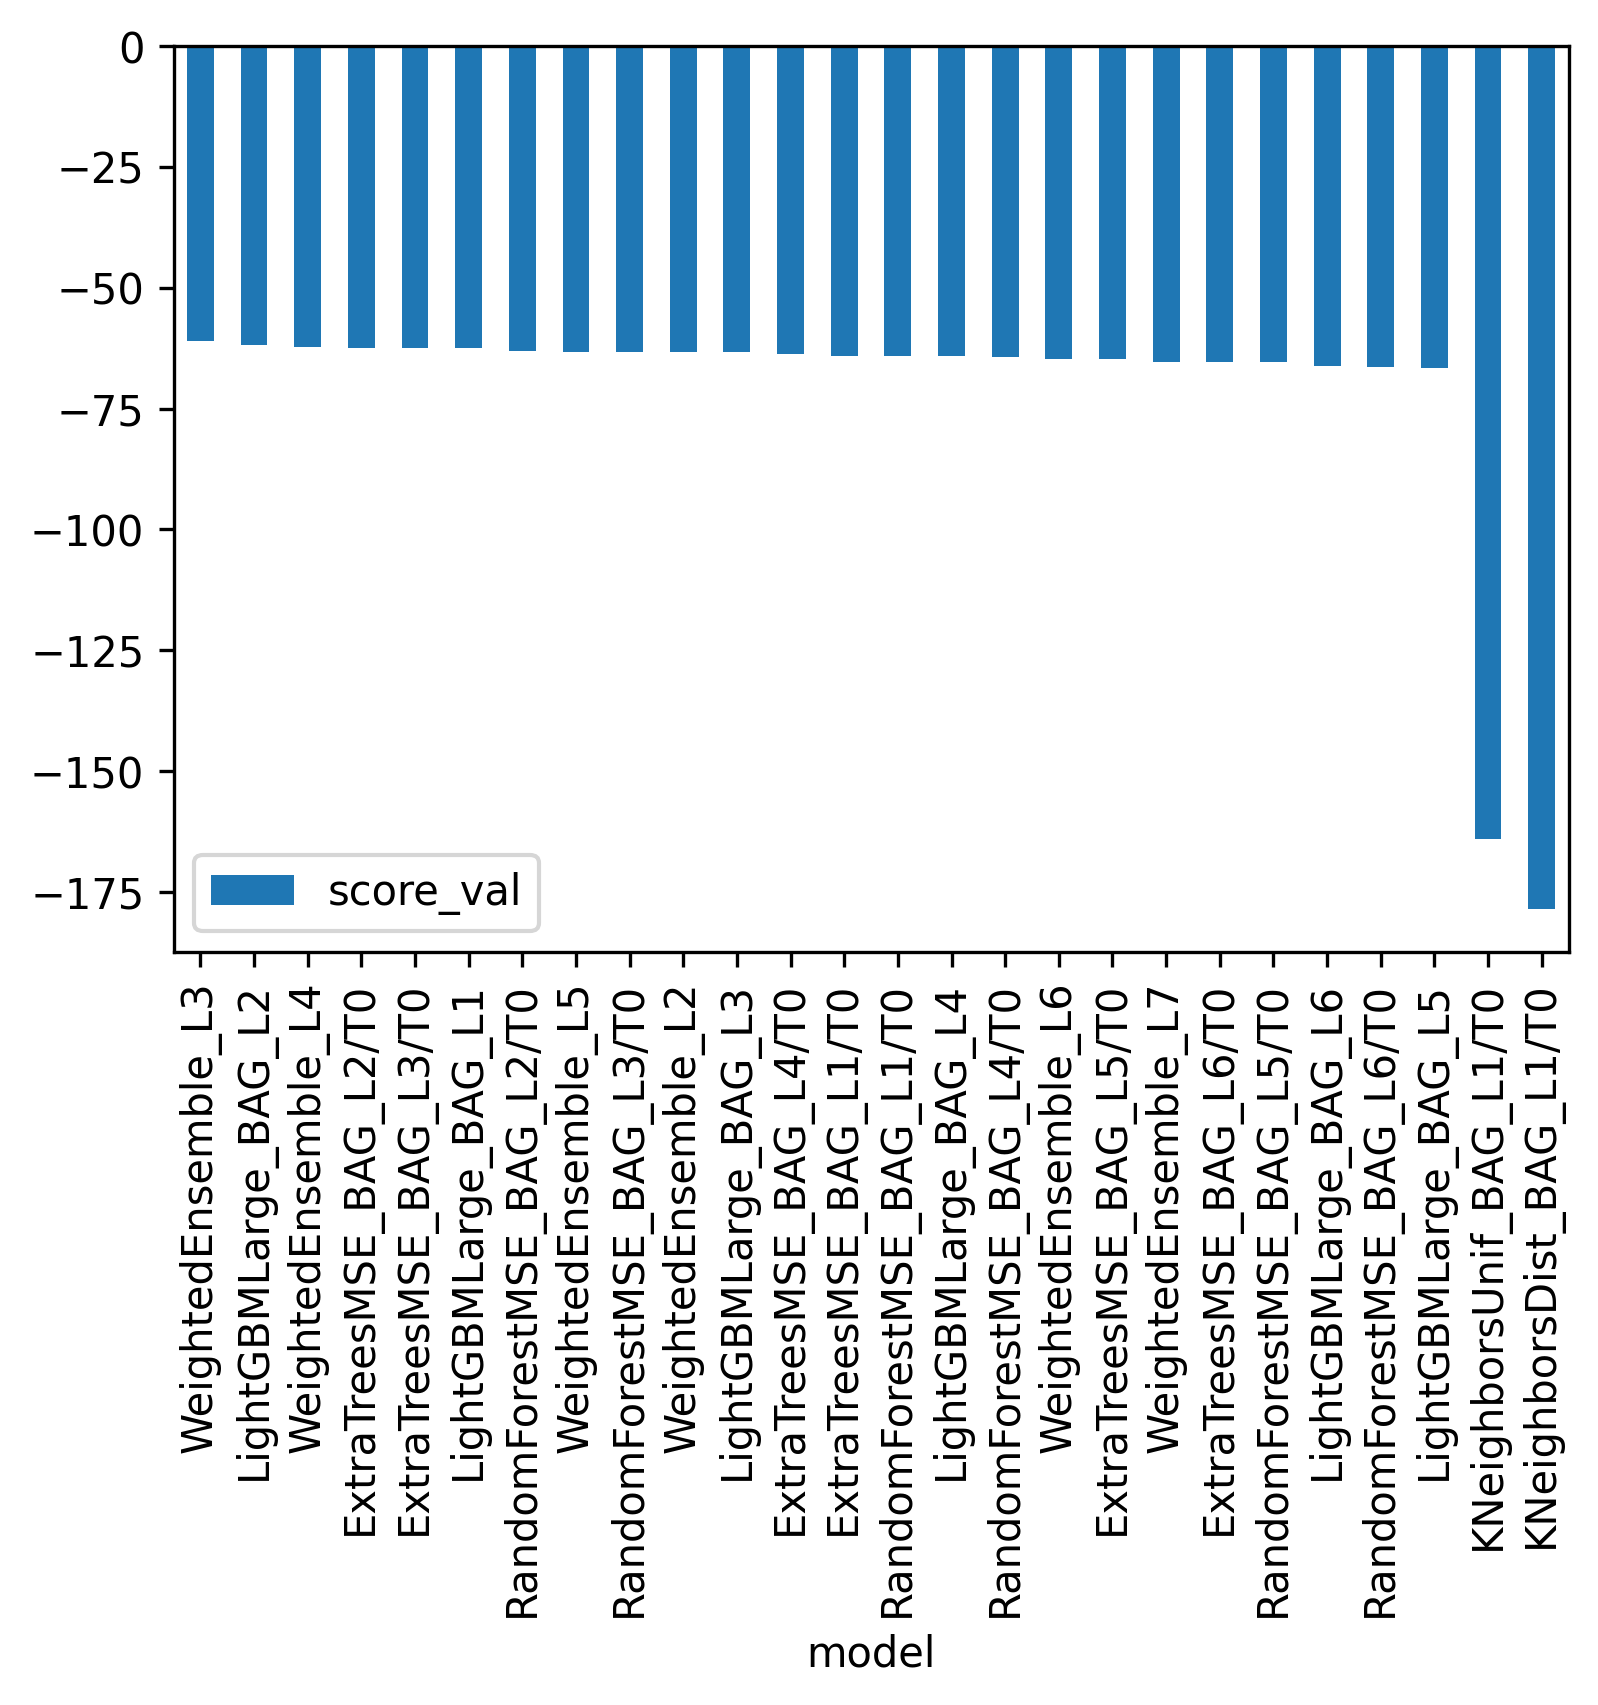 0
−25
−50
−75
−100
−125
−150
−175
score_val
WeightedEnsemble_L3
LightGBMLarge_BAG_L2
WeightedEnsemble_L4
ExtraTreesMSE_BAG_L2/T0
ExtraTreesMSE_BAG_L3/T0
LightGBMLarge_BAG_L1
RandomForestMSE_BAG_L2/T0
WeightedEnsemble_L5
RandomForestMSE_BAG_L3/T0
WeightedEnsemble_L2
LightGBMLarge_BAG_L3
ExtraTreesMSE_BAG_L4/T0
ExtraTreesMSE_BAG_L1/T0
RandomForestMSE_BAG_L1/T0
LightGBMLarge_BAG_L4
RandomForestMSE_BAG_L4/T0
WeightedEnsemble_L6
ExtraTreesMSE_BAG_L5/T0
WeightedEnsemble_L7
ExtraTreesMSE_BAG_L6/T0
RandomForestMSE_BAG_L5/T0
LightGBMLarge_BAG_L6
RandomForestMSE_BAG_L6/T0
LightGBMLarge_BAG_L5
KNeighborsUnif_BAG_L1/T0
KNeighborsDist_BAG_L1/T0
model